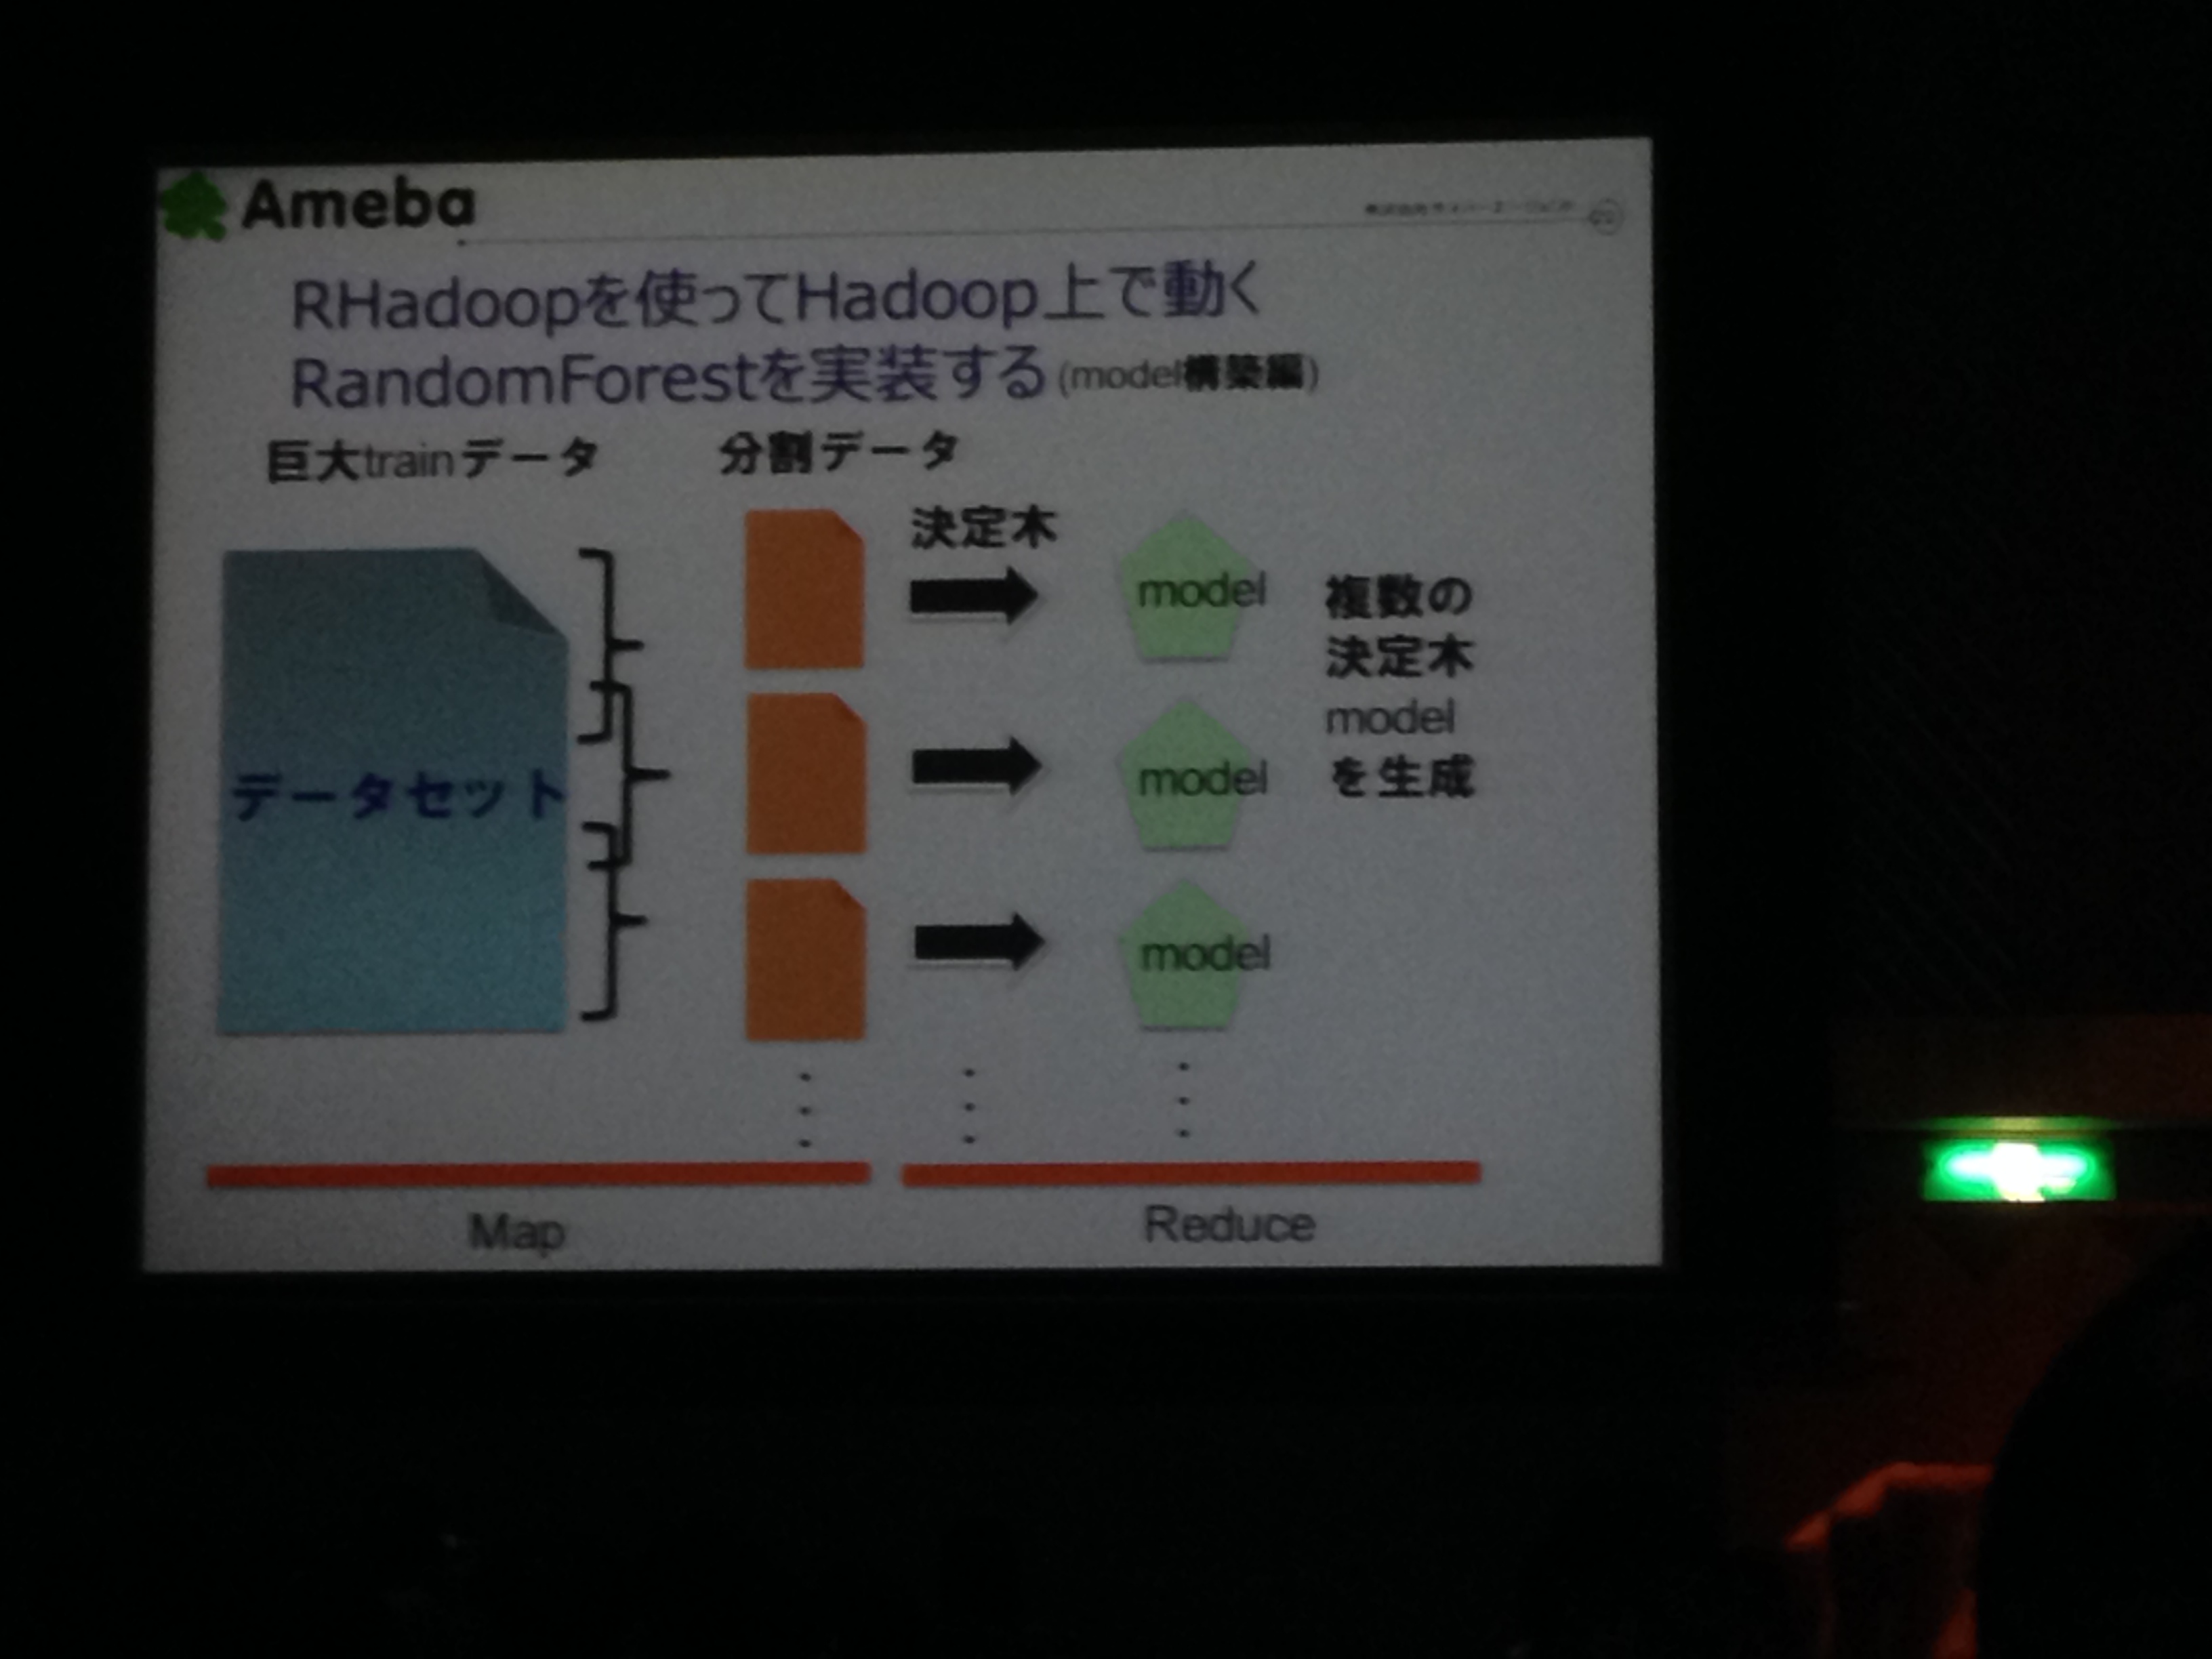 Ameba
RHadoopを使ってHadoop上で動く
RandomForestを実装する(model構築編)
巨大trainデータ
分割データ
決定木
データセット
model
model
model
複数の
決定木
model
を生成
Map
Reduce